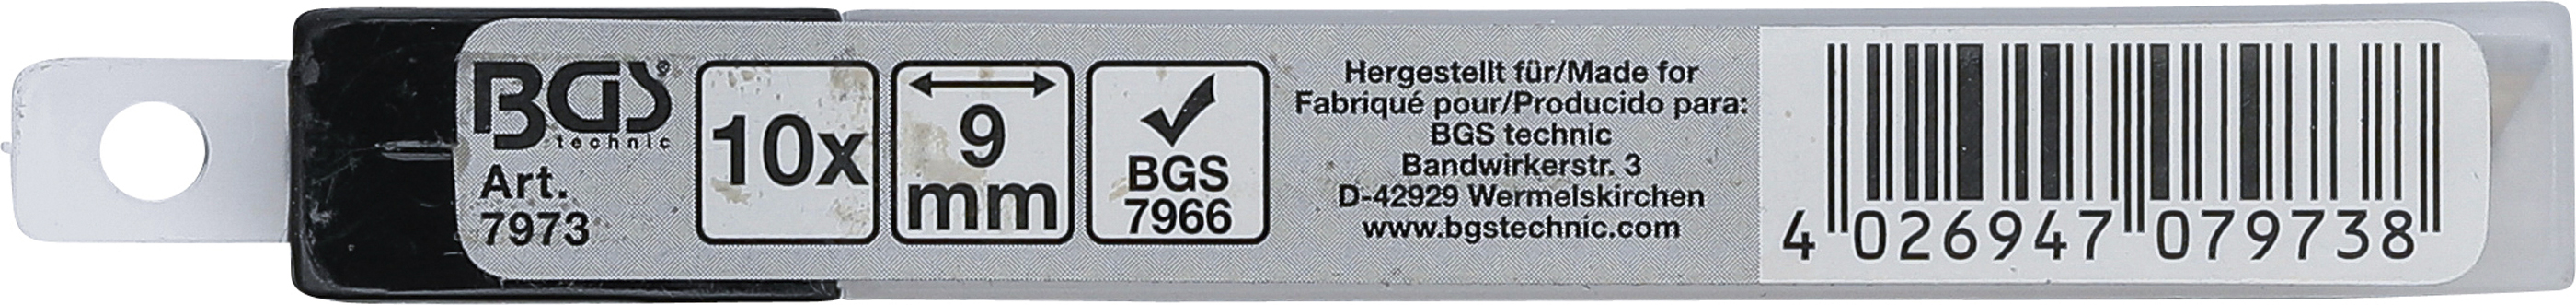 BGS®
technic
Art.
7973
10x
9
mm
BGS
7966
Hergestellt für/Made for
Fabriqué pour/Producido para:
BGS technic
Bandwirkerstr. 3
D-42929 Wermelskirchen
www.bgstechnic.com
4 026947 079738